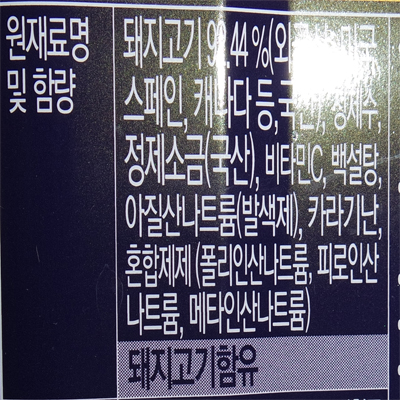 원재료명
및 함량
돼지고기
스페인, 캐나다 등, 정제수,
정제소금(국산), 비타민C, 백설탕,
아질산나트륨(발색제), 카라기난,
혼합제제 (폴리인산나트륨, 피로인산
나트륨, 메타인산나트륨)
돼지고기함유